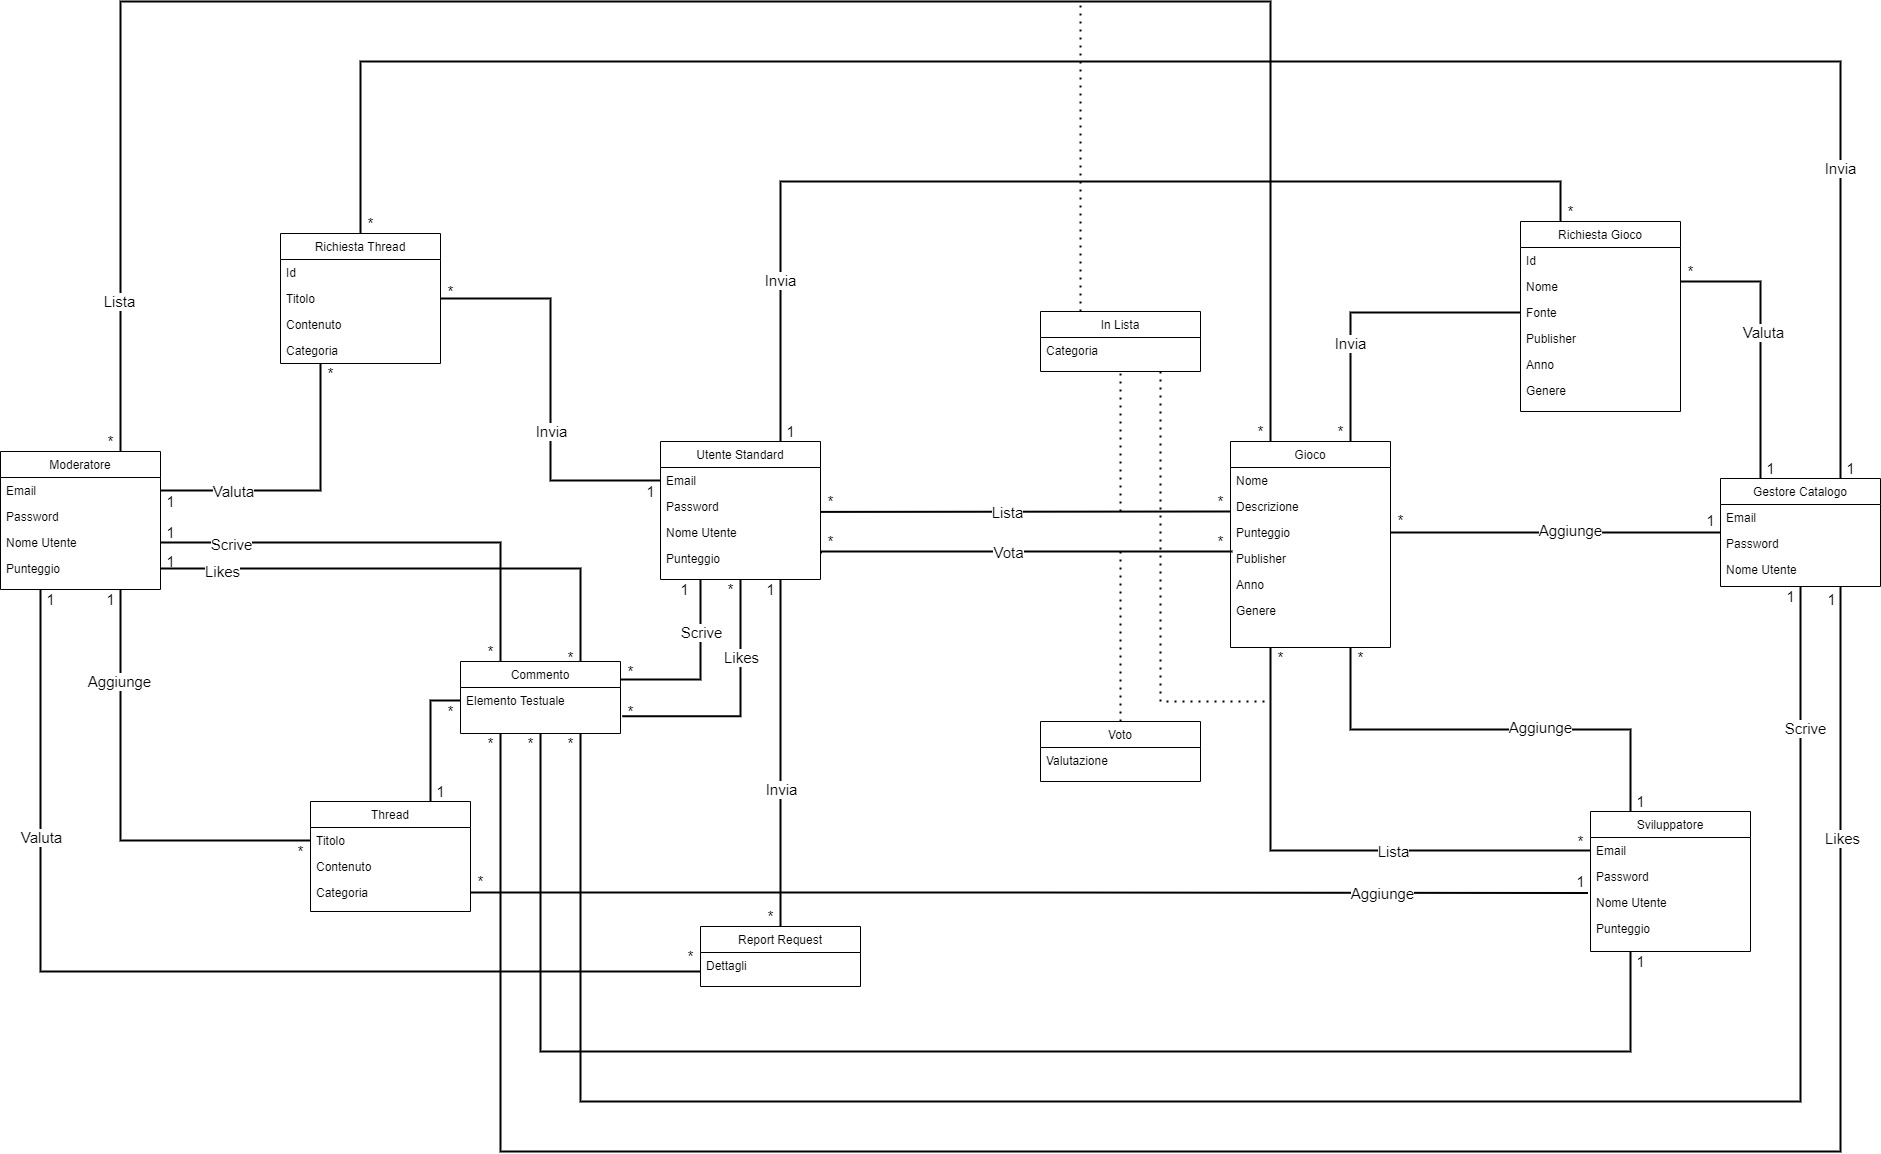 Invia
*
*
Richiesta Thread
Id
Titolo
Contenuto
Categoria
*
*
Lista
*
Invia
Richiesta Gioco
Id
Nome
Fonte
Publisher
Anno
Genere
*
Valuta
Invia
In Lista
Categoria
Invia
1
*
*
1
1
Moderatore
Email
Password
Nome Utente
Punteggio
1
Valuta
1
Scrive
1
Likes
1
1
Utente Standard
Email
Password
Nome Utente
Punteggio
1
*
Lista
*
*
Vota
*
Gioco
Nome
Descrizione
Punteggio
Publisher
Anno
Genere
*
Aggiunge
1
Gestore Catalogo
Email
Password
Nome Utente
1
1
1
*
1
Scrive
Likes
*
*
*
*
Commento
Elemento Testuale
*
*
*
*
*
*
Aggiunge
Aggiunge
Scrive
Voto
Valutazione
Invia
1
Thread
Titolo
Contenuto
Categoria
*
*
Valuta
1
Sviluppatore
Email
Password
Nome Utente
Punteggio
*
Lista
1
Aggiunge
Likes
*
Report Request
Dettagli
*
1